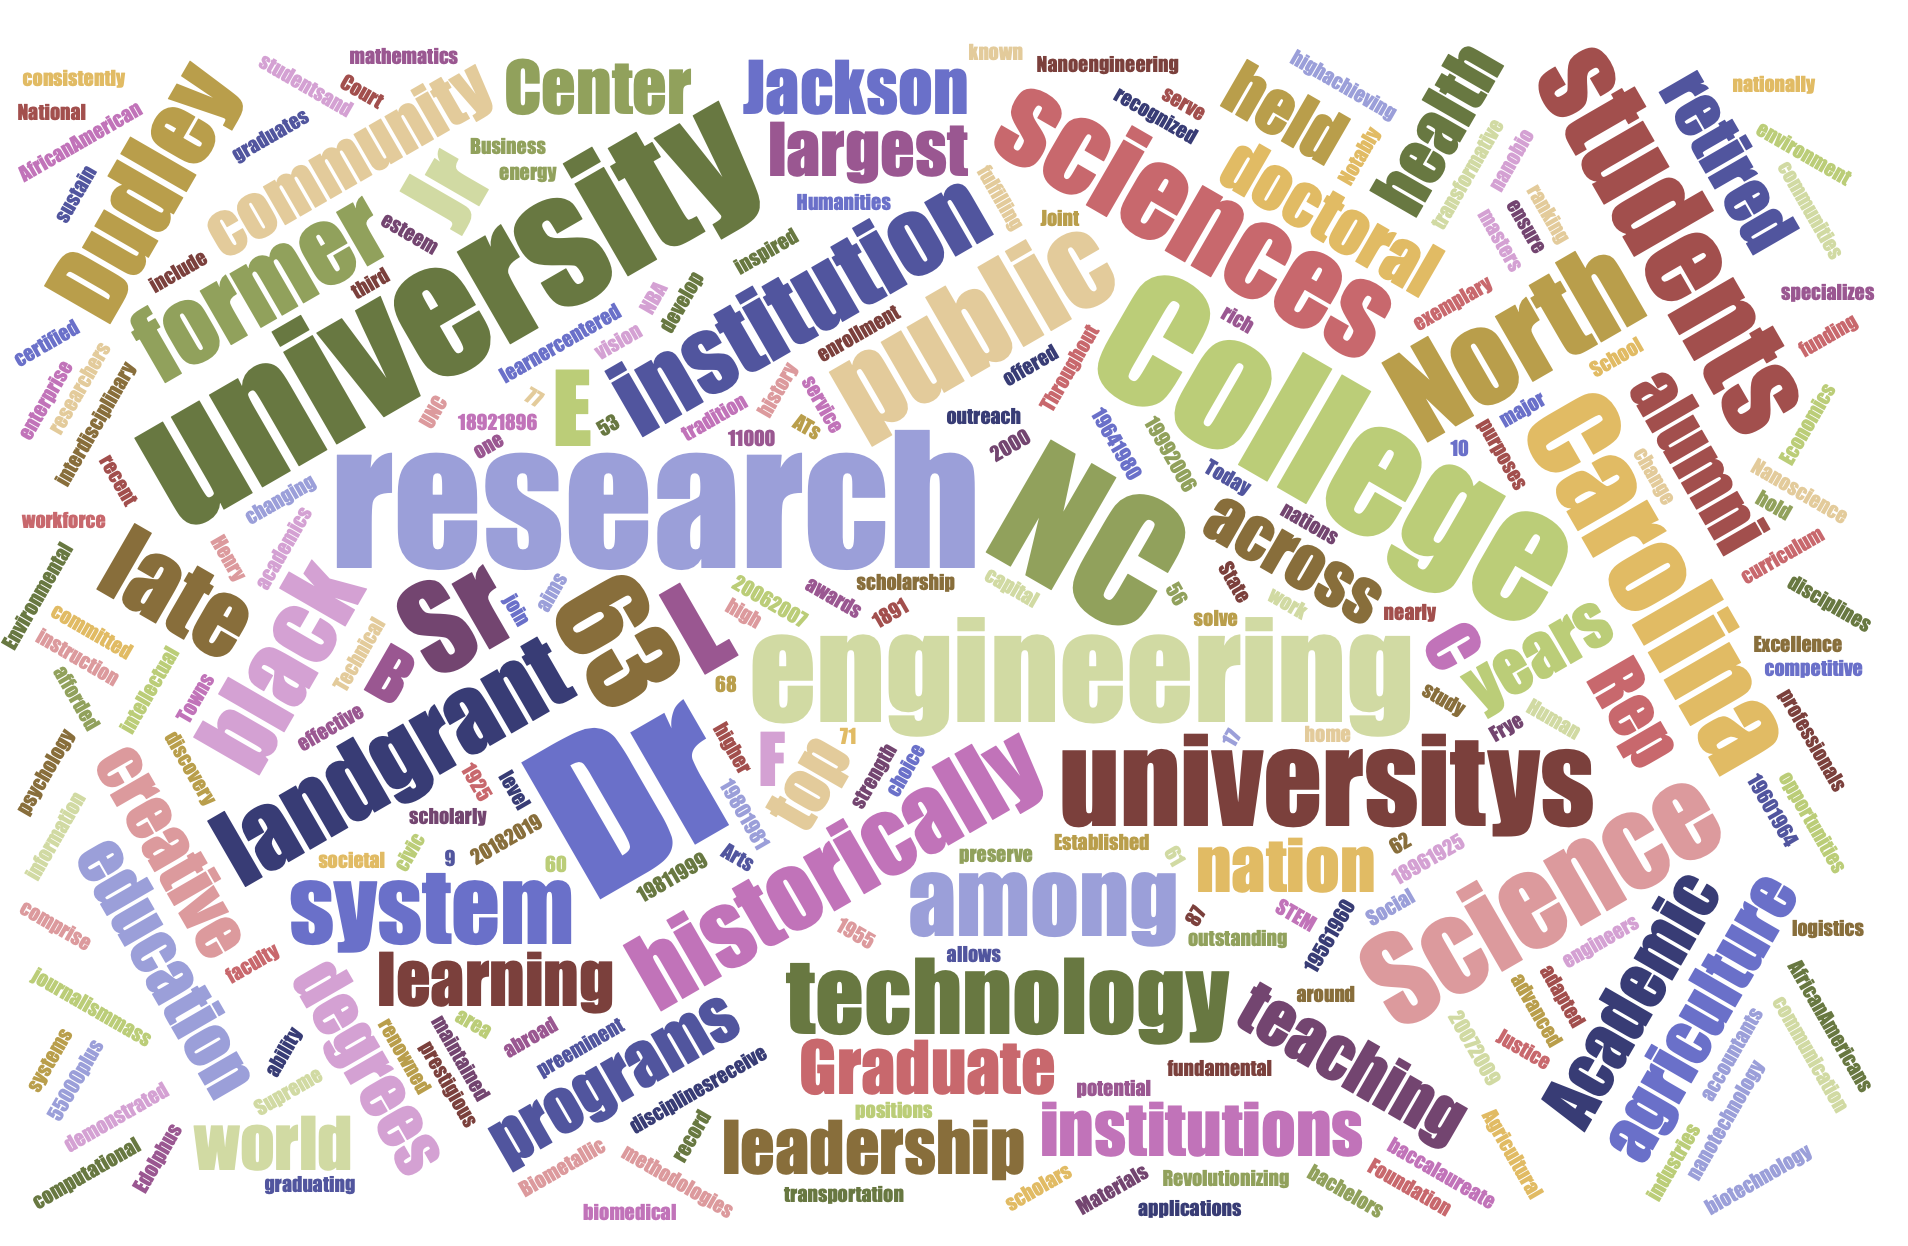 consistently
mathematics
studentsand
Court
National
AfricanAmerican
Dudley
graduates
community
Center
Jackson
known
Nanoengineering
held
highachieving
health
students
retired
nationally
sustain
Jr
Business
energy
largest
recognized
serve
sciences
Notably
transformative
nanobio
environment
communities
university
esteem
Humanities
fulfilling
Joint
doctoral
ranking
ensure
masters
include
former
third
inspired
institution
public
specializes
certified
NBA
develop
rich
exemplary
North
funding
learnercentered
vision
enrollment
College
School
researchers
enterprise
interdisciplinary
offered
Throughout
history
service
tradition
77
UNC
18921896
E
53
ATs
outreach
11000
2000
one
19641980
19992006
major
10
purposes
alumni
Economics
Carolina
change
Nanoscience
hold
recent
changing
research
NC
Today
nations
across
workforce
late
Henry
academics
curriculum
disciplines
Environmental
black
Sr
join
aims
63
L
20062007
high
awards
scholarship
1891
capital
56
State
work
solve
nearly
committed
Instruction
afforded
Intellectual
Technical
B
landgrant
68
engineering
C
years
Excellence
competitive
Towns
effective
Dr
study
Human
Frye
Rep
professionals
psychology
discovery
higher
F
71
top
strength
choice
17
home
universitys
Information
creative
1925
level
scholarly
19801981
historically
19601964
opportunities
education
civic
societal
9
20182019
60
19811999
Arts
preserve
Established
61
nation
62
18961925
Science
comprise
system
among
87
STEM
Social
Academic
agriculture
logistics
faculty
learning
1955
allows
outstanding
19561960
engineers
journalismmass
degrees
area
abroad
technology
around
advanced
adapted
AfricanAmericans
systems
55000plus
ability
renowned
maintained
prestigious
preeminent
programs
Graduate
teaching
20072009
Justice
accountants
communication
demonstrated
Supreme
disciplinesreceive
fundamental
potential
nanotechnology
computational
Edolphus
world
graduating
record
positions
leadership
institutions
Agricultural
Industries
Biometallic
methodologies
biomedical
transportation
scholars
Materials
Revolutionizing
applications
bachelors
baccalaureate
Foundation
biotechnology